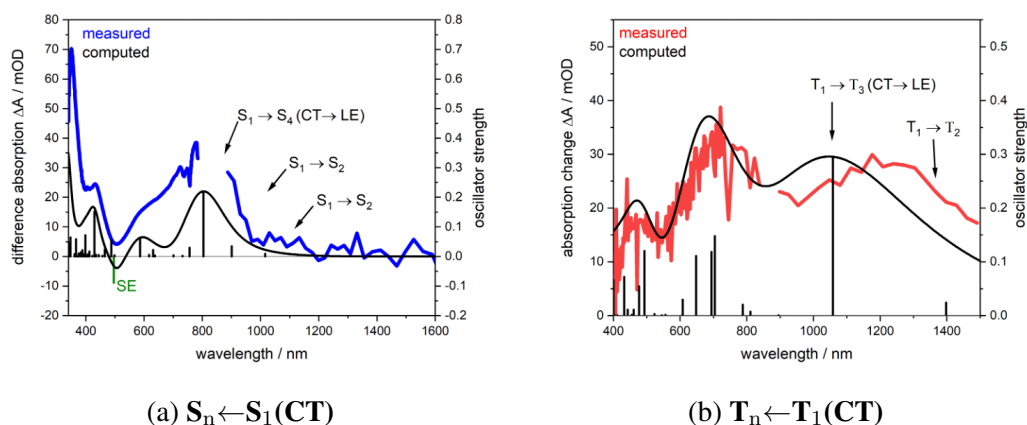 measured
computed
S₁ → S₄ (CT→ LE)
S₁ → S₂
S₁ → S₂
SE
difference absorption ΔA / mOD
80
70
60
50
40
30
20
10
0
-10
-20
0.8
0.7
0.6
0.5
0.4
0.3
0.2
0.1
0.0
-0.1
-0.2
oscillator strength
400 600 800 1000 1200 1400 1600
wavelength / nm
(a) Sₙ←S₁(CT)
measured
computed
T₁ → T₃ (CT→ LE)
T₁ → T₂
absorption change ΔA / mOD
50
40
30
20
10
0
0.5
0.4
0.3
0.2
0.1
0.0
oscillator strength
400 600 800 1000 1200 1400
wavelength / nm
(b) Tₙ←T₁(CT)